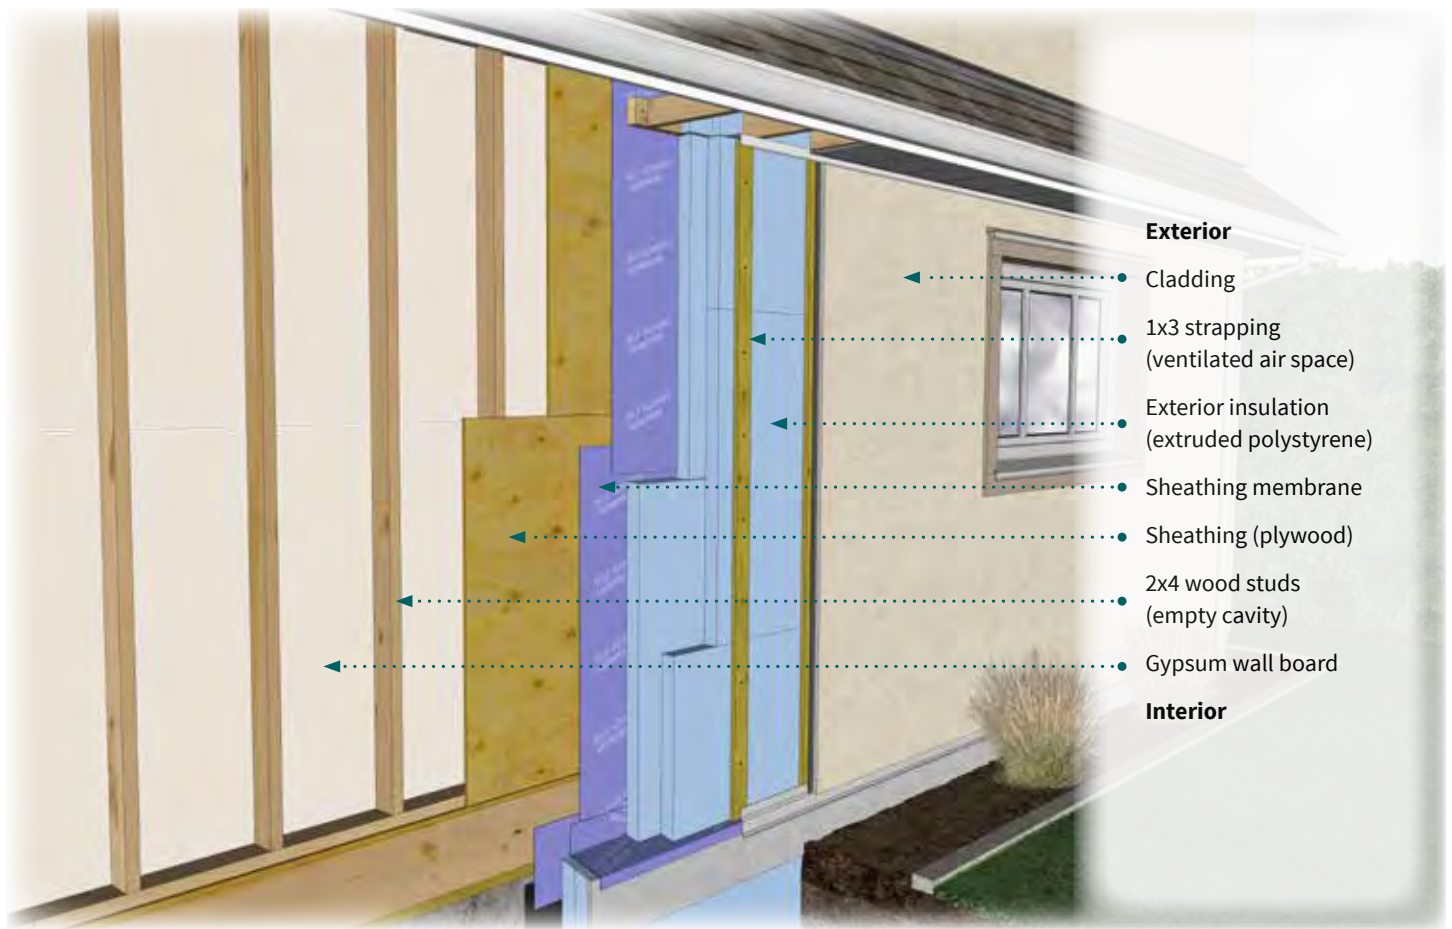 Exterior
Cladding
1x3 strapping
(ventilated air space)
Exterior insulation
(extruded polystyrene)
Sheathing membrane
Sheathing (plywood)
2x4 wood studs
(empty cavity)
Gypsum wall board
Interior